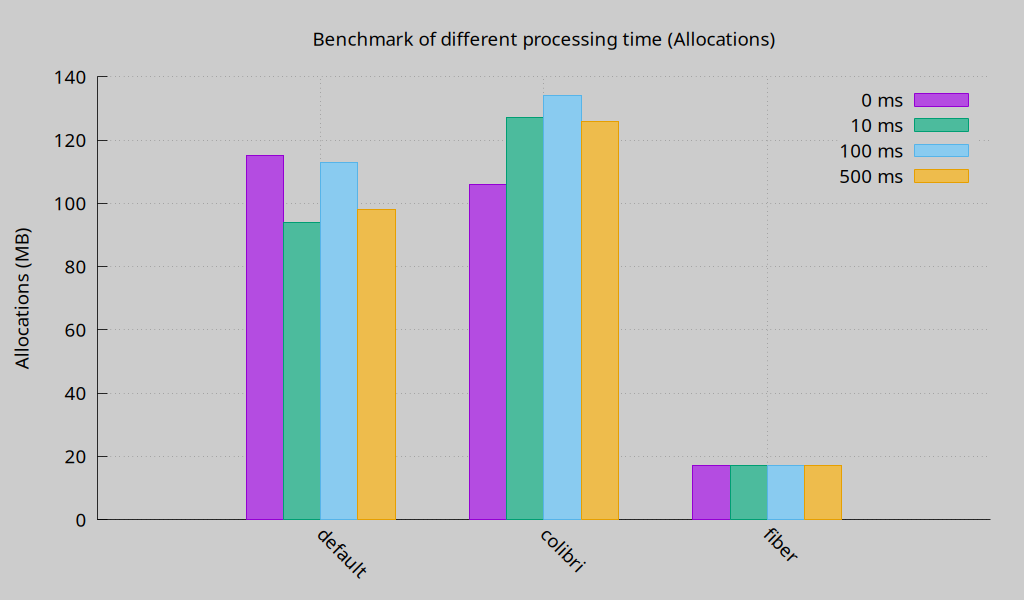 Benchmark of different processing time (Allocations)
140
120
100
80
60
40
20
0
Allocations (MB)
0 ms
10 ms
100 ms
500 ms
default
colibri
fiber